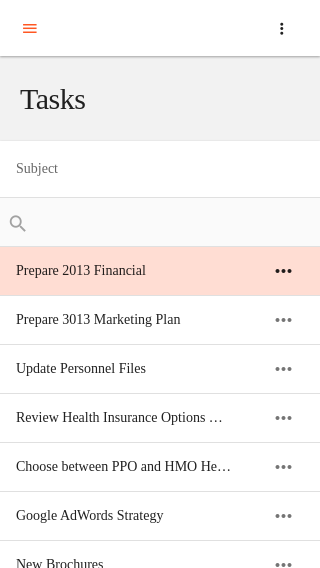 Tasks
Subject
Prepare 2013 Financial
Prepare 3013 Marketing Plan
Update Personnel Files
Review Health Insurance Options …
Choose between PPO and HMO He…
Google AdWords Strategy
New Brochures